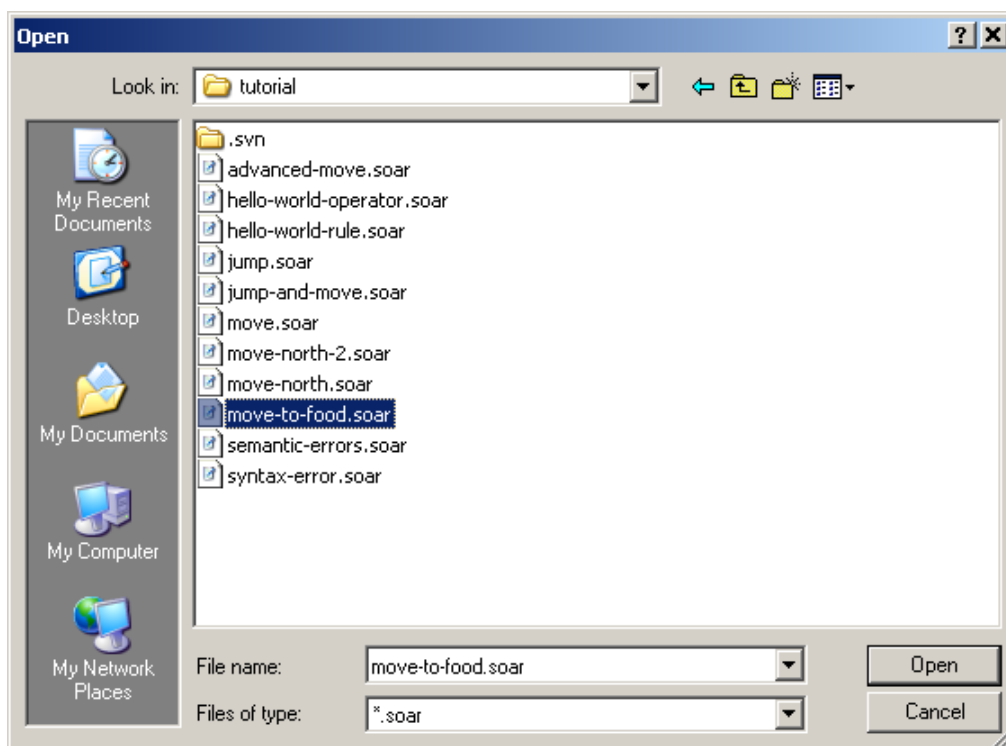 Open
Look in:
tutorial
My Recent
Documents
Desktop
My Documents
My Computer
My Network
Places
.svn
advanced-move.soar
hello-world-operator.soar
hello-world-rule.soar
jump.soar
jump-and-move.soar
move.soar
move-north-2.soar
move-north.soar
move-to-food.soar
semantic-errors.soar
syntax-error.soar
File name:
move-to-food.soar
Open
Files of type:
*.soar
Cancel